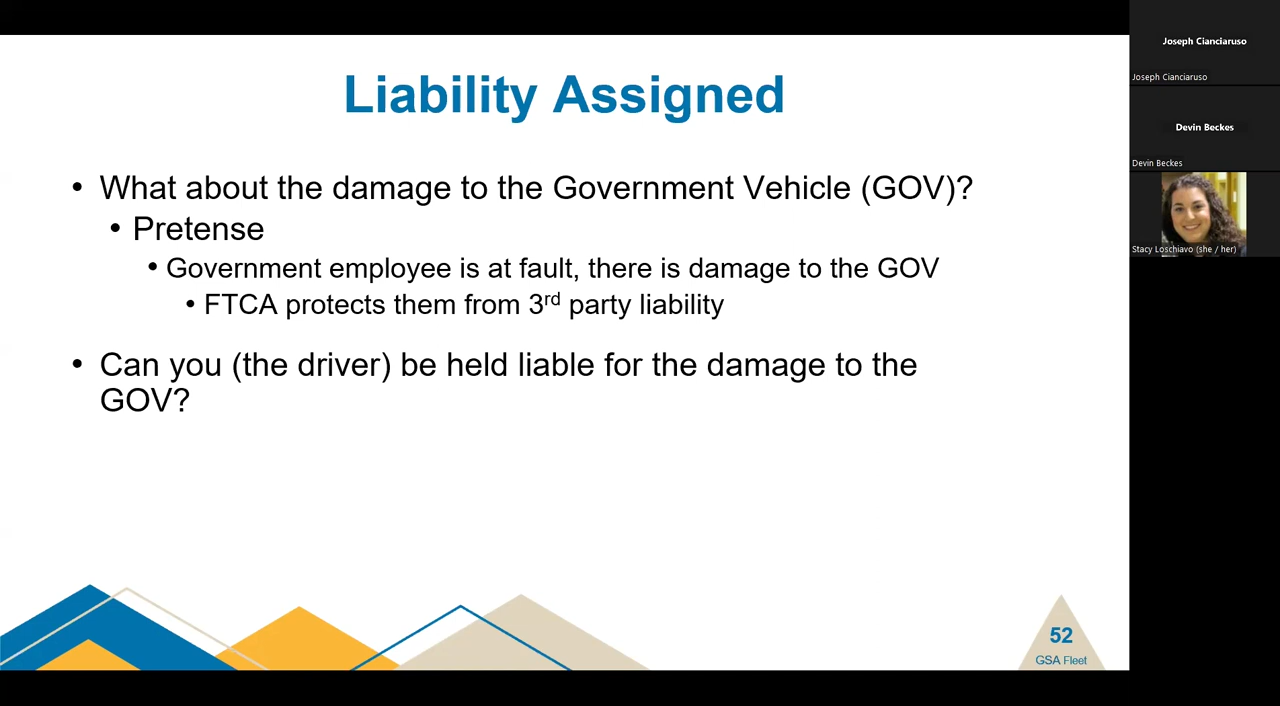 Liability Assigned
• What about the damage to the Government Vehicle (GOV)?
• Pretense
• Government employee is at fault, there is damage to the GOV
• FTCA protects them from 3rd party liability
• Can you (the driver) be held liable for the damage to the
GOV?
52
GSA Fleet
Joseph Cianciaruso
Joseph Cianciaruso
Devin Beckes
Devin Beckes
Stacy Loschiavo (she / her)